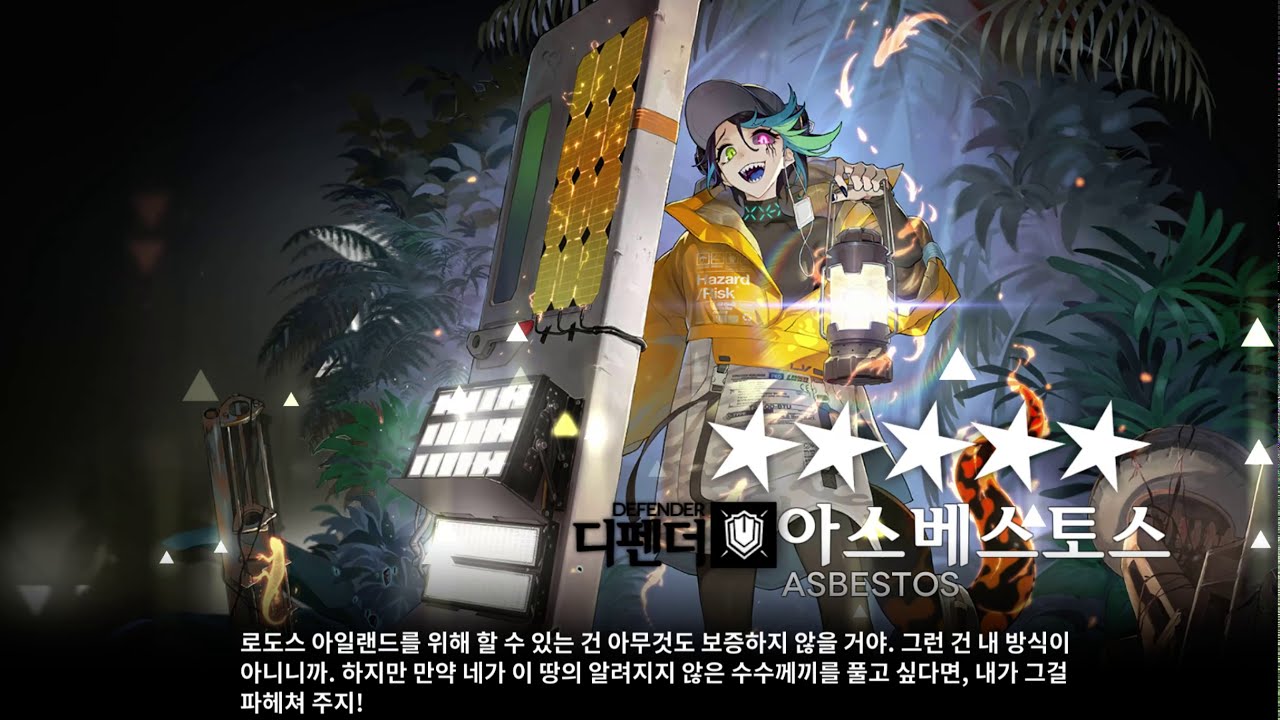 Hazard
/Risk
DEFENDER
디펜더
아스베스토스
ASBESTOS
로도스 아일랜드를 위해 할 수 있는 건 아무것도 보증하지 않을 거야. 그런 건 내 방식이
아니니까. 하지만 만약 네가 이 땅의 알려지지 않은 수수께끼를 풀고 싶다면, 내가 그걸
파헤쳐 주지!